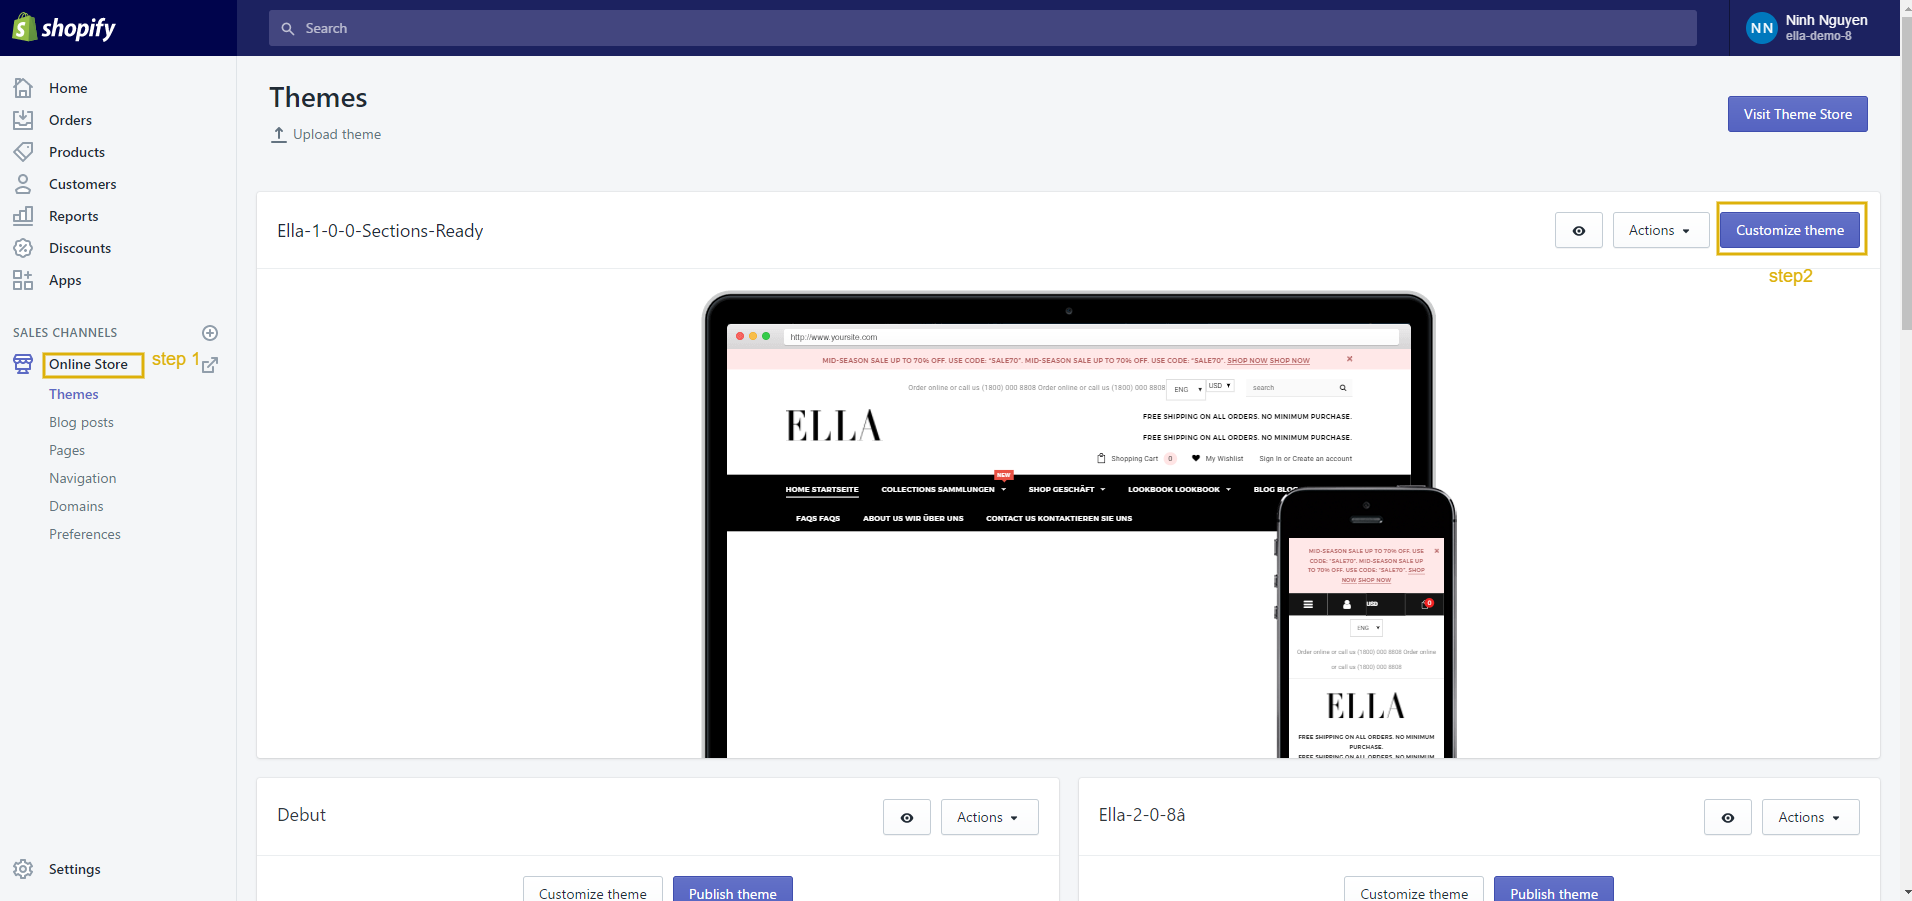 shopify
Search
NN
Ninh Nguyen
ella-demo-8
Home
Orders
Products
Customers
Reports
Discounts
Apps
SALES CHANNELS
Online Store
step 1
Themes
Blog posts
Pages
Navigation
Domains
Preferences
Settings
Themes
Upload theme
Visit Theme Store
Ella-1-0-0-Sections-Ready
Actions
Customize theme
step2
http://www.yoursite.com
MID-SEASON SALE UP TO 70% OFF. USE CODE: "SALE70". MID-SEASON SALE UP TO 70% OFF. USE CODE: "SALE70". SHOP NOW SHOP NOW
Order online or call us (1800) 000 8808 Order online or call us (1800) 000 8808
ENG
USD
search
ELLA
FREE SHIPPING ON ALL ORDERS. NO MINIMUM PURCHASE.
FREE SHIPPING ON ALL ORDERS. NO MINIMUM PURCHASE.
Shopping Cart 0
My Wishlist
Sign In or Create an account
NEW
HOME STARTSEITE COLLECTIONS SAMMLUNGEN SHOP GESCHÄFT LOOKBOOK LOOKBOOK BLOG BLOG
FAQS FAQS ABOUT US WIR ÜBER UNS CONTACT US KONTAKTIEREN SIE UNS
MID-SEASON SALE UP TO 70% OFF. USE
CODE: "SALE70". MID-SEASON SALE UP
TO 70% OFF. USE CODE: "SALE70". SHOP
NOW SHOP NOW
USD
0
ENG
Order online or call us (1800) 000 8808 Order online
or call us (1800) 000 8808
ELLA
FREE SHIPPING ON ALL ORDERS. NO MINIMUM
PURCHASE.
FREE SHIPPING ON ALL ORDERS. NO MINIMUM
Debut
Actions
Customize theme
Publish theme
Ella-2-0-8â
Actions
Customize theme
Publish theme